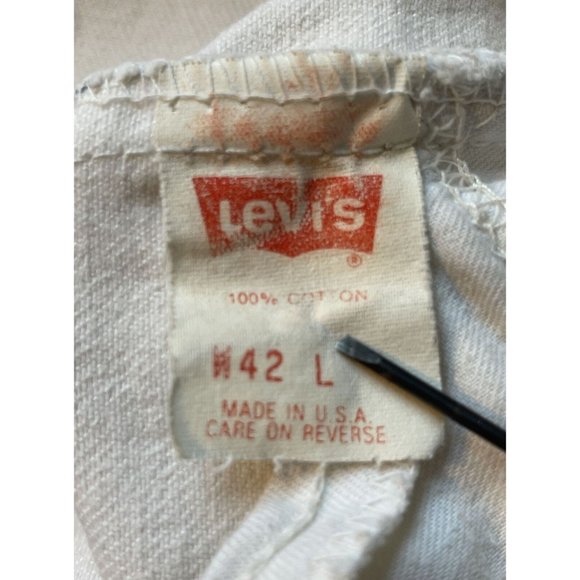 Levi's
®
100% COTTON
W42 L
MADE IN U.S.A.
CARE ON REVERSE